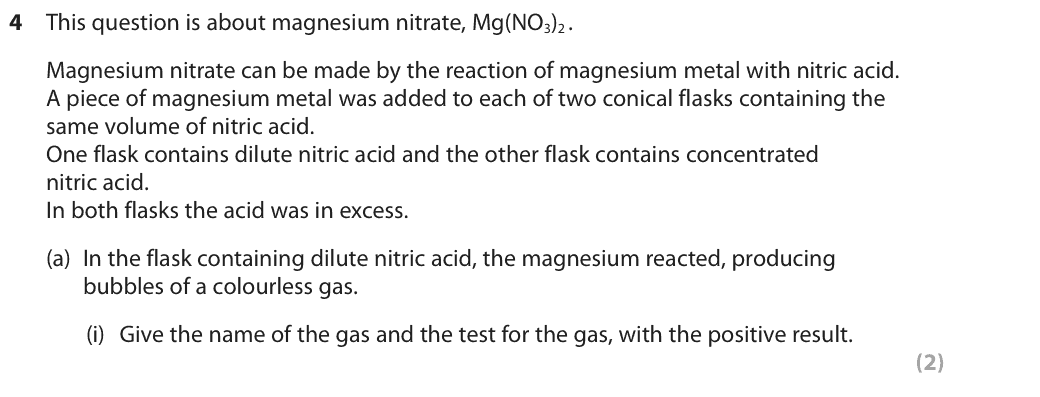 4 This question is about magnesium nitrate, Mg(NO₃)₂.
Magnesium nitrate can be made by the reaction of magnesium metal with nitric acid.
A piece of magnesium metal was added to each of two conical flasks containing the
same volume of nitric acid.
One flask contains dilute nitric acid and the other flask contains concentrated
nitric acid.
In both flasks the acid was in excess.
(a) In the flask containing dilute nitric acid, the magnesium reacted, producing
bubbles of a colourless gas.
(i) Give the name of the gas and the test for the gas, with the positive result.
(2)